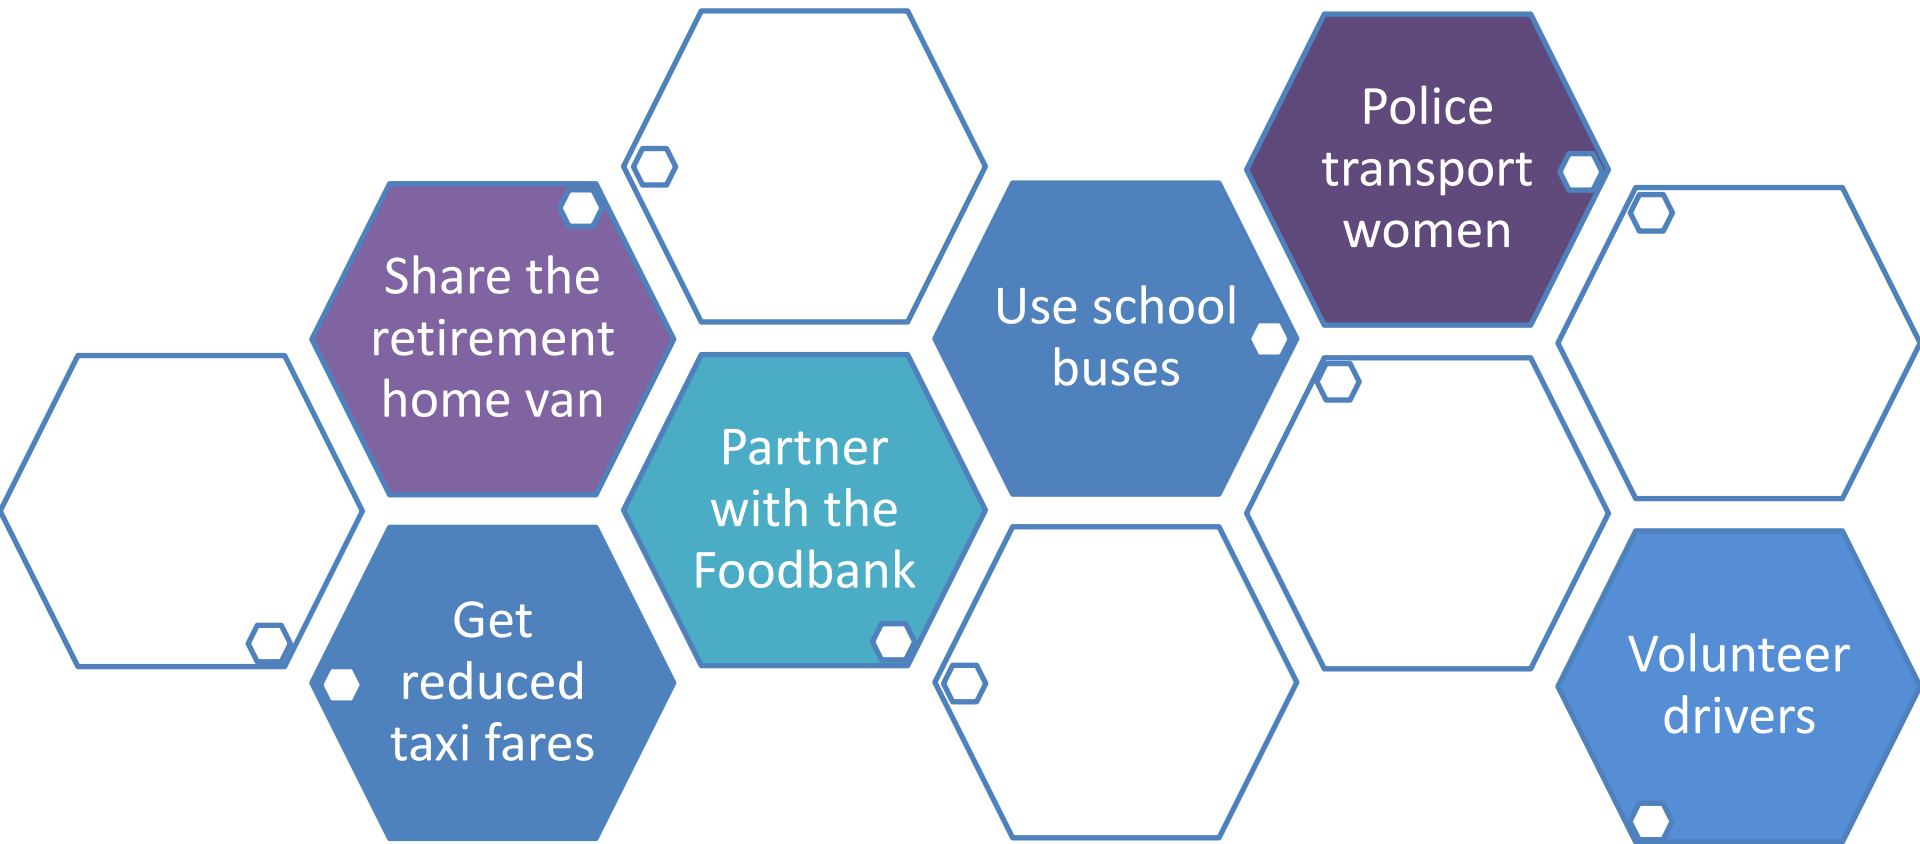 Share the
retirement
home van
Get
reduced
taxi fares
Partner
with the
Foodbank
Use school
buses
Police
transport
women
Volunteer
drivers